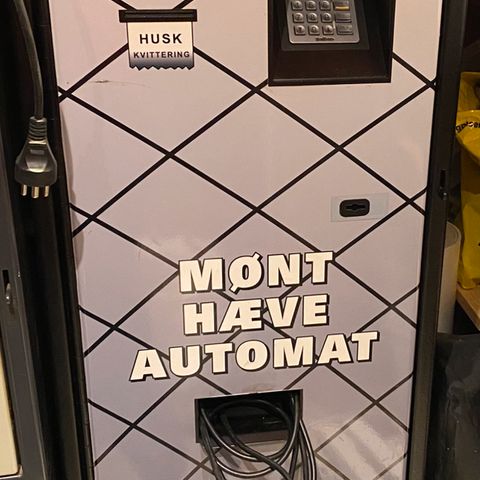 HUSK
KVITTERING
MØNT
HÆVE
AUTOMAT